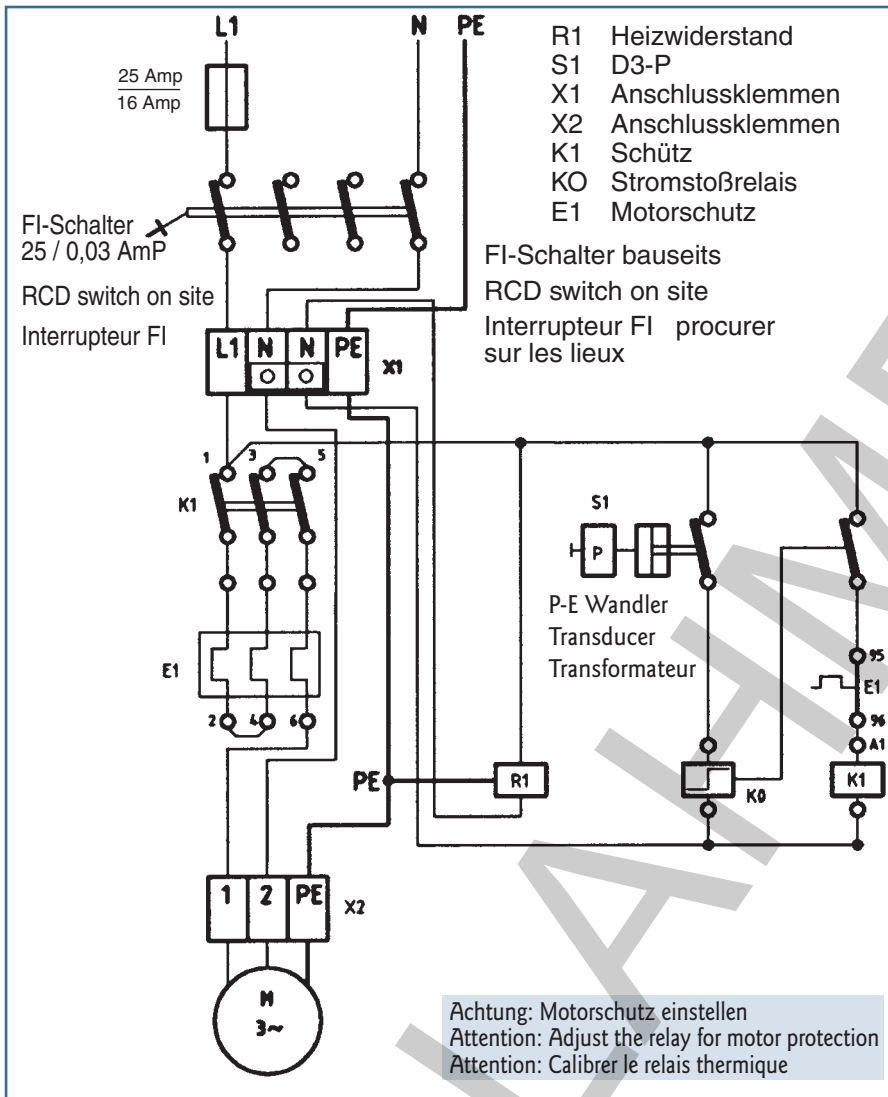 L1 N PE
25 Amp
16 Amp
R1 Heizwiderstand
S1 D3-P
X1 Anschlussklemmen
X2 Anschlussklemmen
K1 Schütz
KO Stromstoßrelais
E1 Motorschutz
FI-Schalter
25 / 0,03 AmP
RCD switch on site
Interrupteur FI
FI-Schalter bauseits
RCD switch on site
Interrupteur FI procurer
sur les lieux
L1 N N PE
X1
1 3 5
K1
S1
P
P-E Wandler
Transducer
Transformateur
95
E1
96
A1
E1
2 4 6
PE
R1
K0
K1
1 2 PE
X2
M
3~
Achtung: Motorschutz einstellen
Attention: Adjust the relay for motor protection
Attention: Calibrer le relais thermique